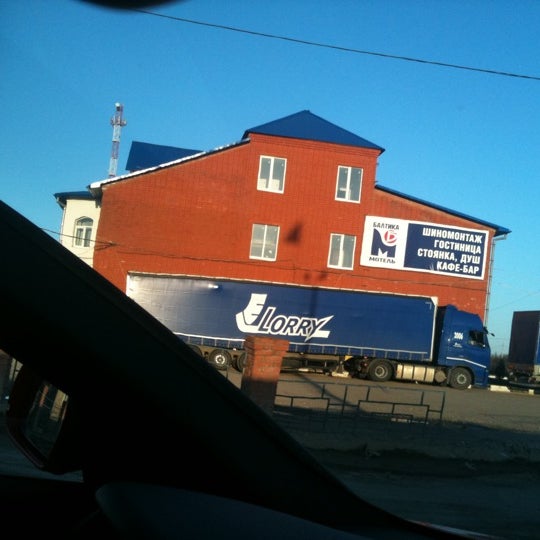 БАЛТИКА
М
МОТЕЛЬ
ШИНОМОНТАЖ
ГОСТИНИЦА
СТОЯНКА, ДУШ
КАФЕ-БАР
LORRY